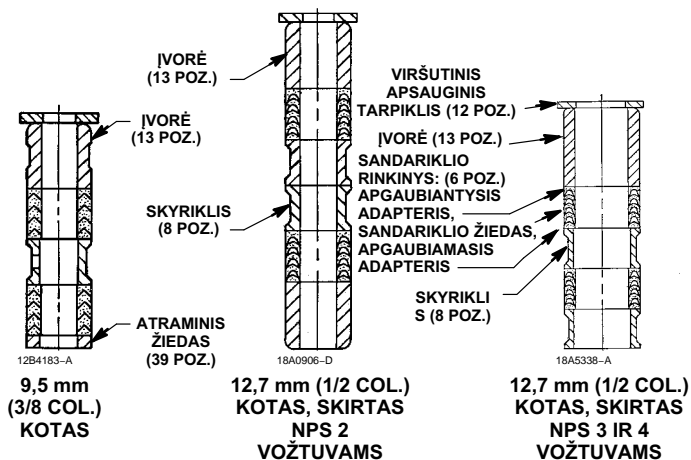 ĮVORĖ
(13 POZ.)
ATRAMINIS
ŽIEDAS
(39 POZ.)
12B4183–A
9,5 mm
(3/8 COL.)
KOTAS
ĮVORĖ
(13 POZ.)
SKYRIKLIS
(8 POZ.)
18A0906–D
12,7 mm (1/2 COL.)
KOTAS, SKIRTAS
NPS 2
VOŽTUVAMS
VIRŠUTINIS
APSAUGINIS
TARPIKLIS (12 POZ.)
ĮVORĖ (13 POZ.)
SANDARIKLIO
RINKINYS: (6 POZ.)
APGAUBIANTYSIS
ADAPTERIS,
SANDARIKLIO ŽIEDAS,
APGAUBIAMASIS
ADAPTERIS
SKYRIKLI
S (8 POZ.)
18A5338–A
12,7 mm (1/2 COL.)
KOTAS, SKIRTAS
NPS 3 IR 4
VOŽTUVAMS